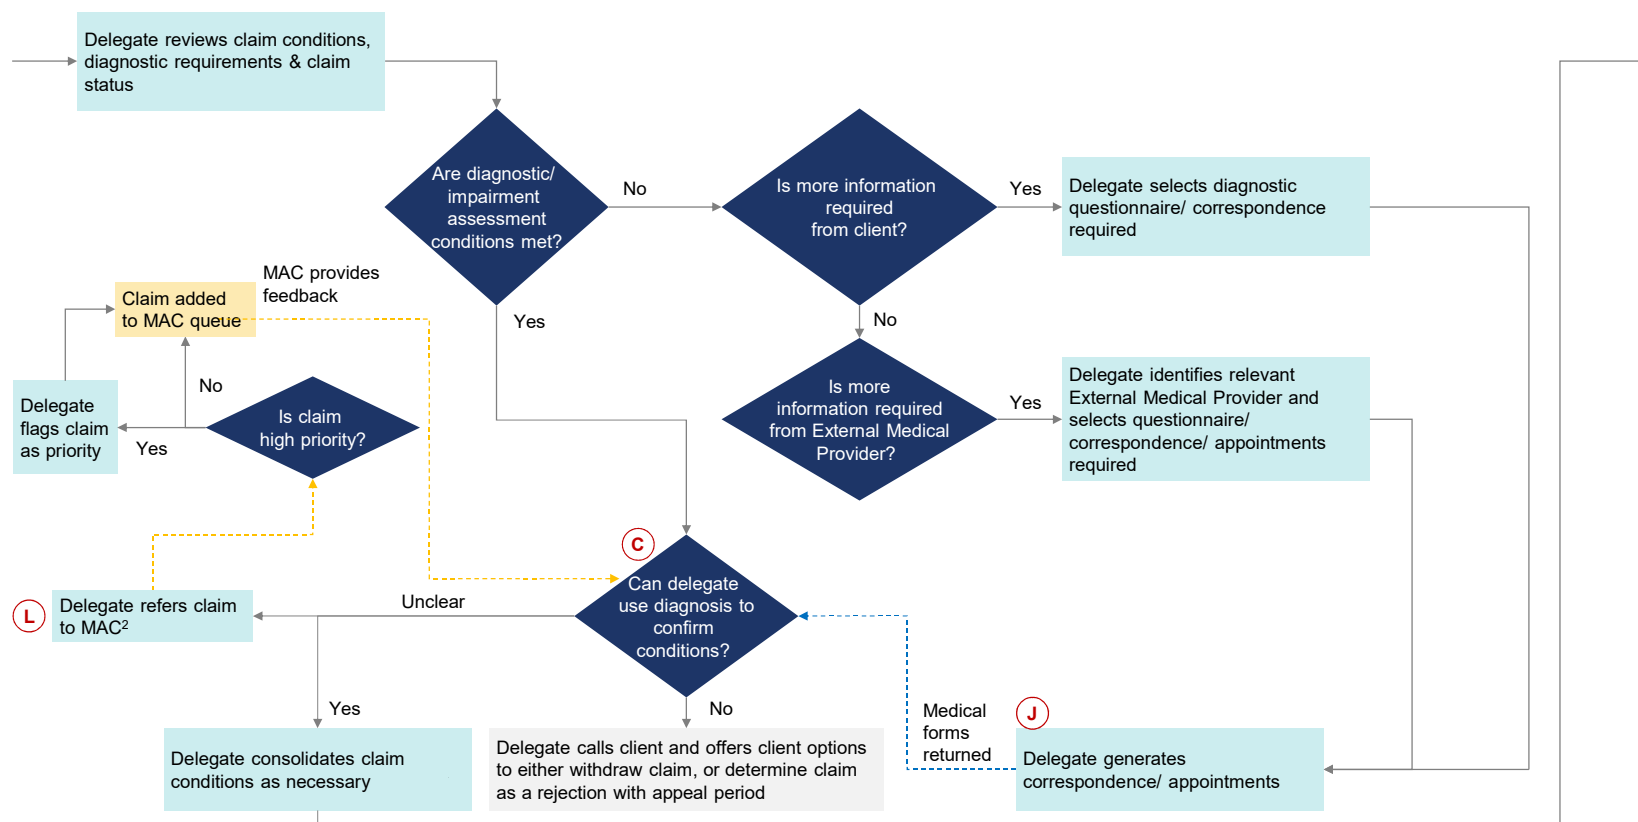 Delegate reviews claim conditions,
diagnostic requirements & claim
status
Are diagnostic/
impairment
assessment
conditions met?
No
Is more information
required
from client?
Yes
Delegate selects diagnostic
questionnaire/ correspondence
required
MAC provides
feedback
Claim added
to MAC queue
Yes
No
Is more
information required
from External Medical
Provider?
Yes
Delegate identifies relevant
External Medical Provider and
selects questionnaire/
correspondence/ appointments
required
No
Delegate
flags claim
as priority
Yes
Is claim
high priority?
C
Can delegate
use diagnosis to
confirm
conditions?
Unclear
L
Delegate refers claim
to MAC²
Yes
No
Medical
forms
returned
J
Delegate consolidates claim
conditions as necessary
Delegate calls client and offers client options
to either withdraw claim, or determine claim
as a rejection with appeal period
Delegate generates
correspondence/ appointments